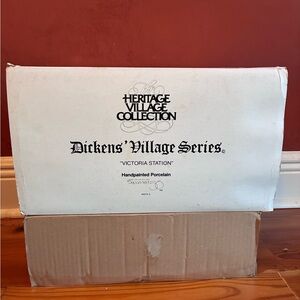 HERITAGE
VILLAGE
COLLECTION
Dickens' Village Series®
"VICTORIA STATION"
Handpainted Porcelain